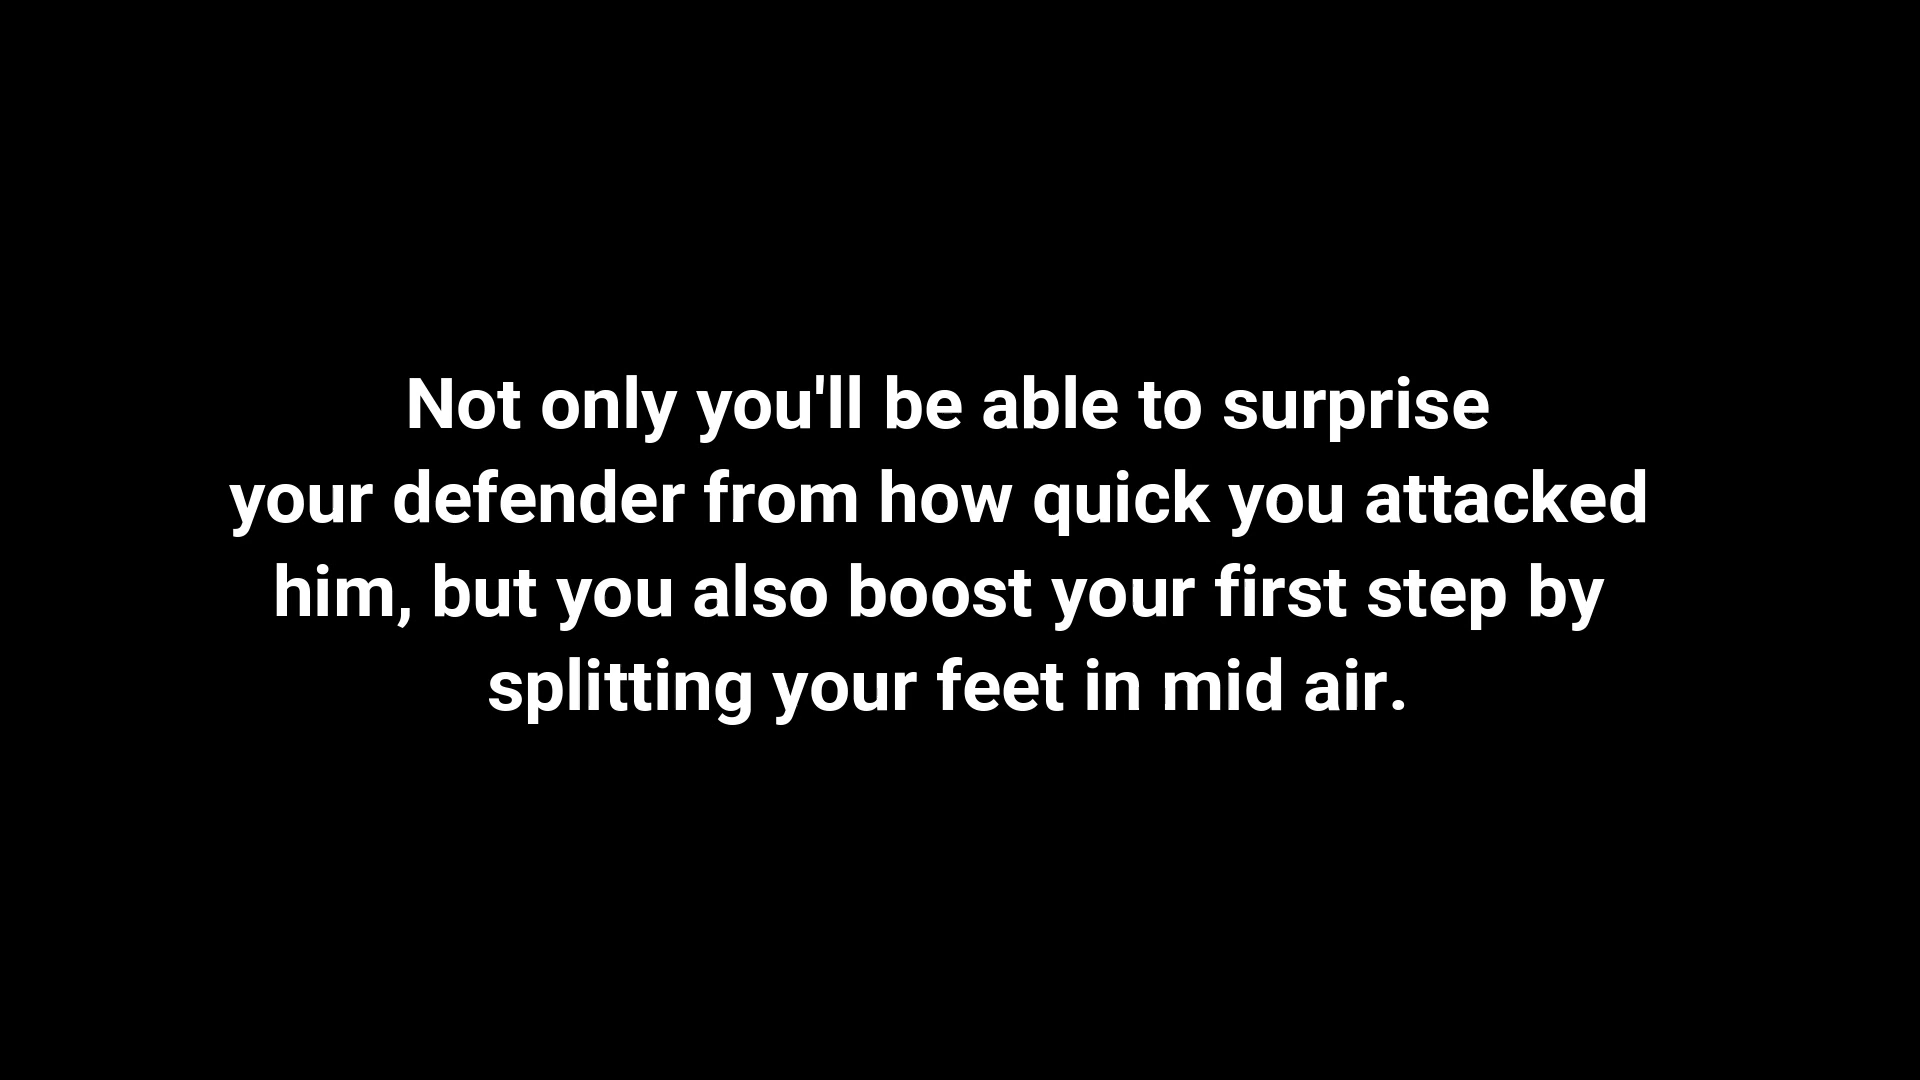 Not only you'll be able to surprise
your defender from how quick you attacked
him, but you also boost your first step by
splitting your feet in mid air.